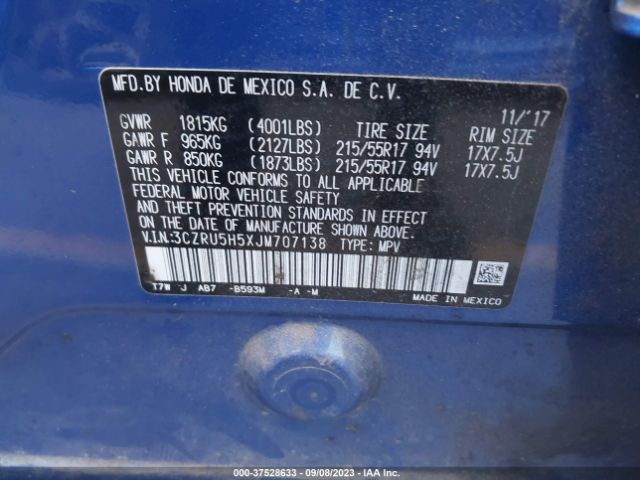 MFD.BY HONDA DE MEXICO S.A. DE C.V.
11/'17
GVWR 1815KG (4001LBS) TIRE SIZE RIM SIZE
GAWR F 965KG (2127LBS) 215/55R17 94V 17X7.5J
GAWR R 850KG (1873LBS) 215/55R17 94V 17X7.5J
THIS VEHICLE CONFORMS TO ALL APPLICABLE
FEDERAL MOTOR VEHICLE SAFETY
AND THEFT PREVENTION STANDARDS IN EFFECT
ON THE DATE OF MANUFACTURE SHOWN ABOVE.
V.I.N:3CZRU5H5XJM707138 TYPE: MPV
T7W J AB7 -B593M -A -M
MADE IN MEXICO
000-37528633 - 09/08/2023 - IAA Inc.